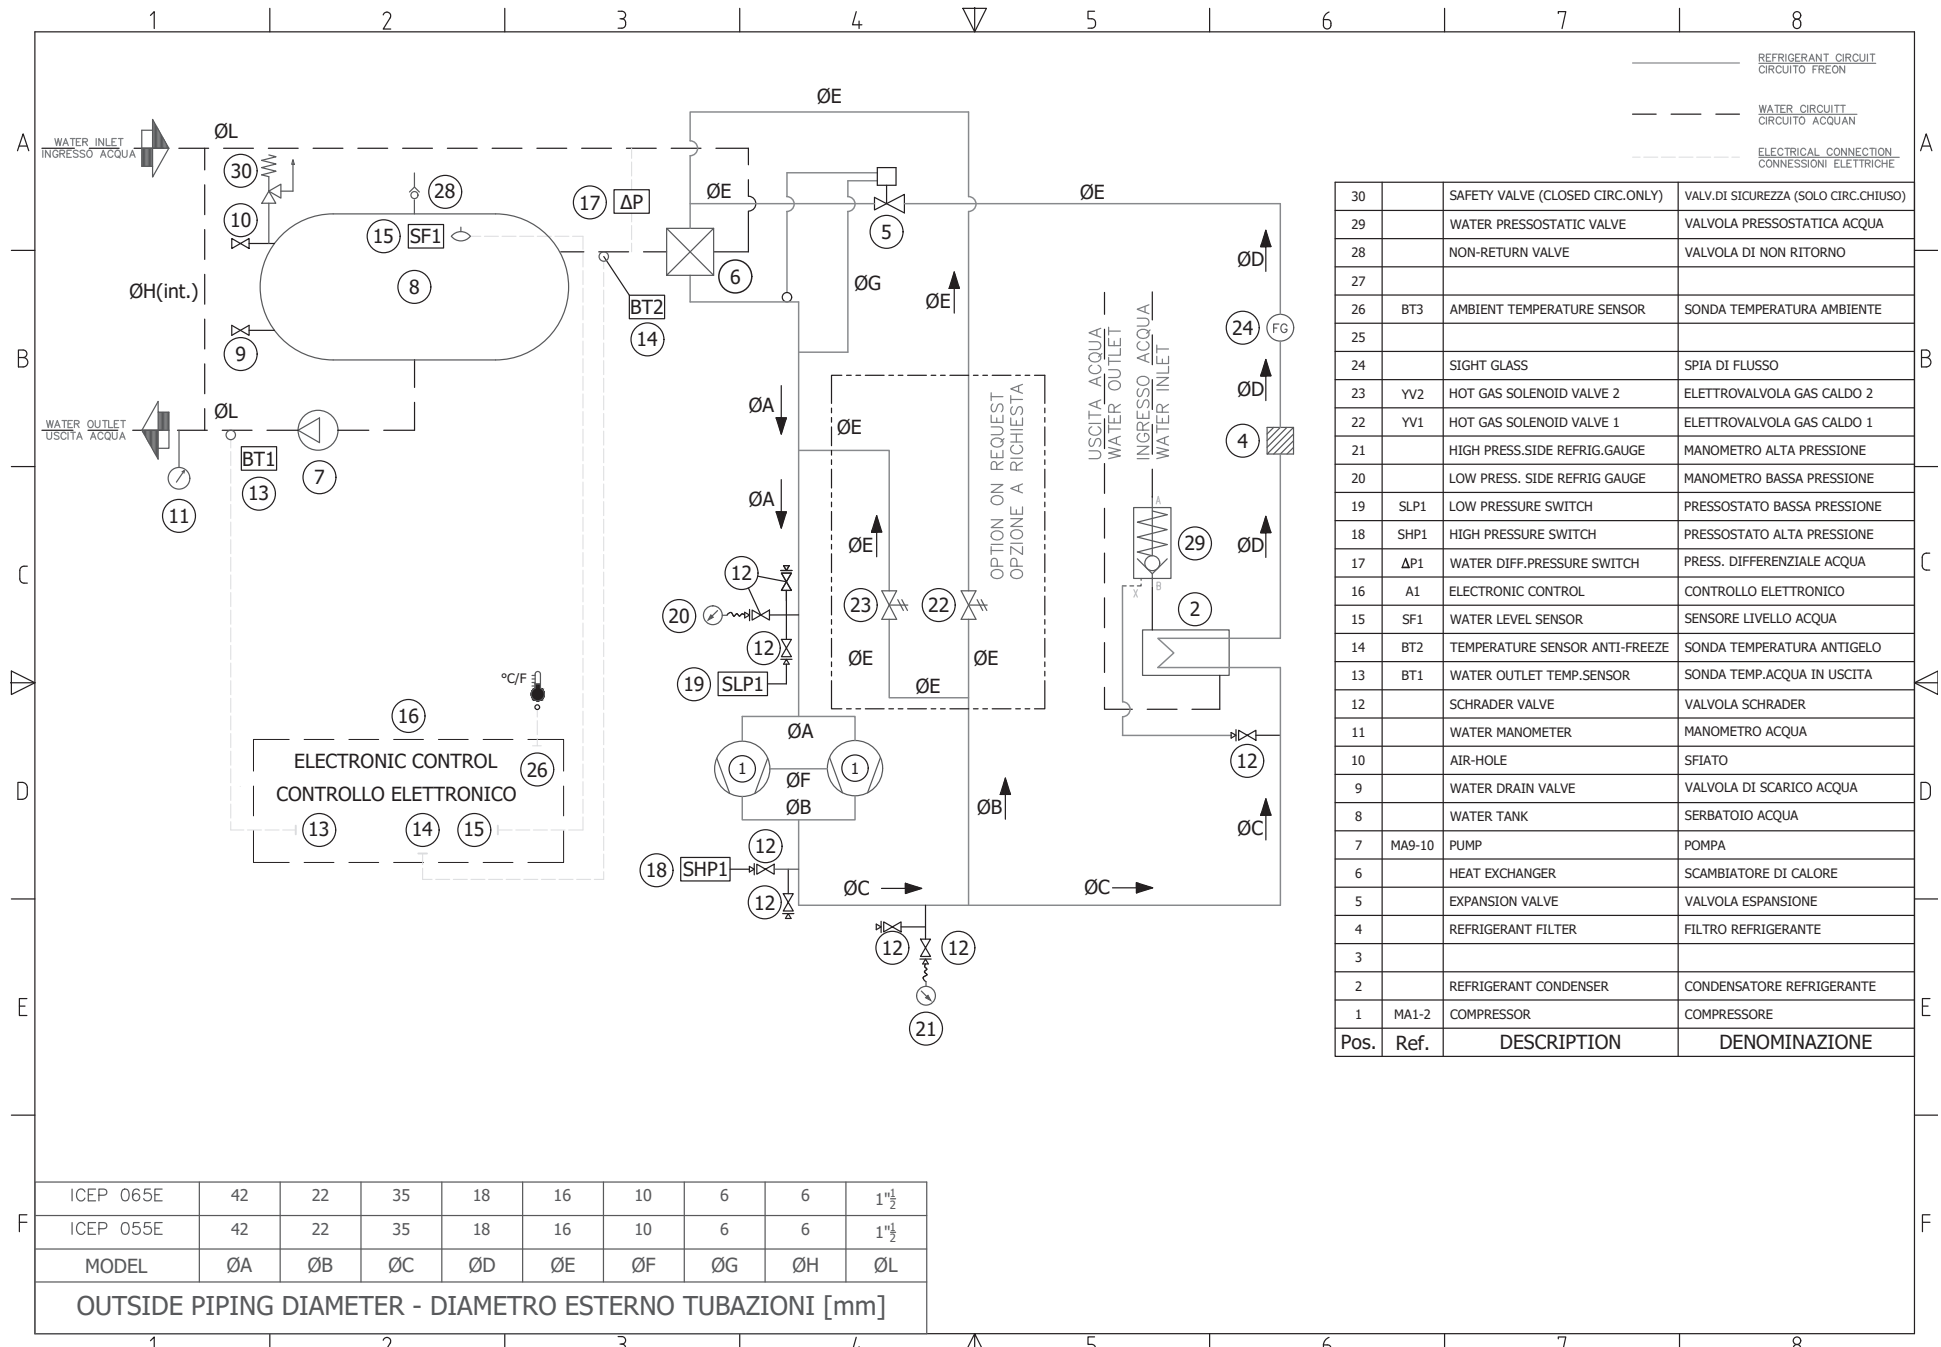 1 2 3 4 5 6 7 8
A
B
C
D
E
F
A
B
C
D
E
F
REFRIGERANT CIRCUIT
CIRCUITO FREON
WATER CIRCUITT
CIRCUITO ACQUAN
ELECTRICAL CONNECTION
CONNESSIONI ELETTRICHE
WATER INLET
INGRESSO ACQUA
ØL
30
10
28
15 SF1
8
9
ØH(int.)
17 ΔP
BT2
14
6
WATER OUTLET
USCITA ACQUA
ØL
BT1
13
7
11
ØE
ØE
5
ØE
ØG
ØE
ØD
24 FG
ØD
4
ØD
ØA
ØA
ØE
ØE
OPTION ON REQUEST
OPZIONE A RICHIESTA
USCITA ACQUA
WATER OUTLET
INGRESSO ACQUA
WATER INLET
A
29
X
B
2
12
20
12
19 SLP1
23
22
ØE
ØE
ØE
°C/F
16
ELECTRONIC CONTROL
CONTROLLO ELETTRONICO
26
13
14
15
ØA
1
1
ØF
ØB
ØB
12
ØC
12
18 SHP1
12
ØC
ØC
12
12
21
30 SAFETY VALVE (CLOSED CIRC.ONLY) VALV.DI SICUREZZA (SOLO CIRC.CHIUSO)
29 WATER PRESSOSTATIC VALVE VALVOLA PRESSOSTATICA ACQUA
28 NON-RETURN VALVE VALVOLA DI NON RITORNO
27
26 BT3 AMBIENT TEMPERATURE SENSOR SONDA TEMPERATURA AMBIENTE
25
24 SIGHT GLASS SPIA DI FLUSSO
23 YV2 HOT GAS SOLENOID VALVE 2 ELETTROVALVOLA GAS CALDO 2
22 YV1 HOT GAS SOLENOID VALVE 1 ELETTROVALVOLA GAS CALDO 1
21 HIGH PRESS.SIDE REFRIG.GAUGE MANOMETRO ALTA PRESSIONE
20 LOW PRESS. SIDE REFRIG GAUGE MANOMETRO BASSA PRESSIONE
19 SLP1 LOW PRESSURE SWITCH PRESSOSTATO BASSA PRESSIONE
18 SHP1 HIGH PRESSURE SWITCH PRESSOSTATO ALTA PRESSIONE
17 ΔP1 WATER DIFF.PRESSURE SWITCH PRESS. DIFFERENZIALE ACQUA
16 A1 ELECTRONIC CONTROL CONTROLLO ELETTRONICO
15 SF1 WATER LEVEL SENSOR SENSORE LIVELLO ACQUA
14 BT2 TEMPERATURE SENSOR ANTI-FREEZE SONDA TEMPERATURA ANTIGELO
13 BT1 WATER OUTLET TEMP.SENSOR SONDA TEMP.ACQUA IN USCITA
12 SCHRADER VALVE VALVOLA SCHRADER
11 WATER MANOMETER MANOMETRO ACQUA
10 AIR-HOLE SFIATO
9 WATER DRAIN VALVE VALVOLA DI SCARICO ACQUA
8 WATER TANK SERBATOIO ACQUA
7 MA9-10 PUMP POMPA
6 HEAT EXCHANGER SCAMBIATORE DI CALORE
5 EXPANSION VALVE VALVOLA ESPANSIONE
4 REFRIGERANT FILTER FILTRO REFRIGERANTE
3
2 REFRIGERANT CONDENSER CONDENSATORE REFRIGERANTE
1 MA1-2 COMPRESSOR COMPRESSORE
Pos. Ref. DESCRIPTION DENOMINAZIONE
ICEP 065E 42 22 35 18 16 10 6 6 1"½
ICEP 055E 42 22 35 18 16 10 6 6 1"½
MODEL ØA ØB ØC ØD ØE ØF ØG ØH ØL
OUTSIDE PIPING DIAMETER - DIAMETRO ESTERNO TUBAZIONI [mm]
1 2 3 4 5 6 7 8